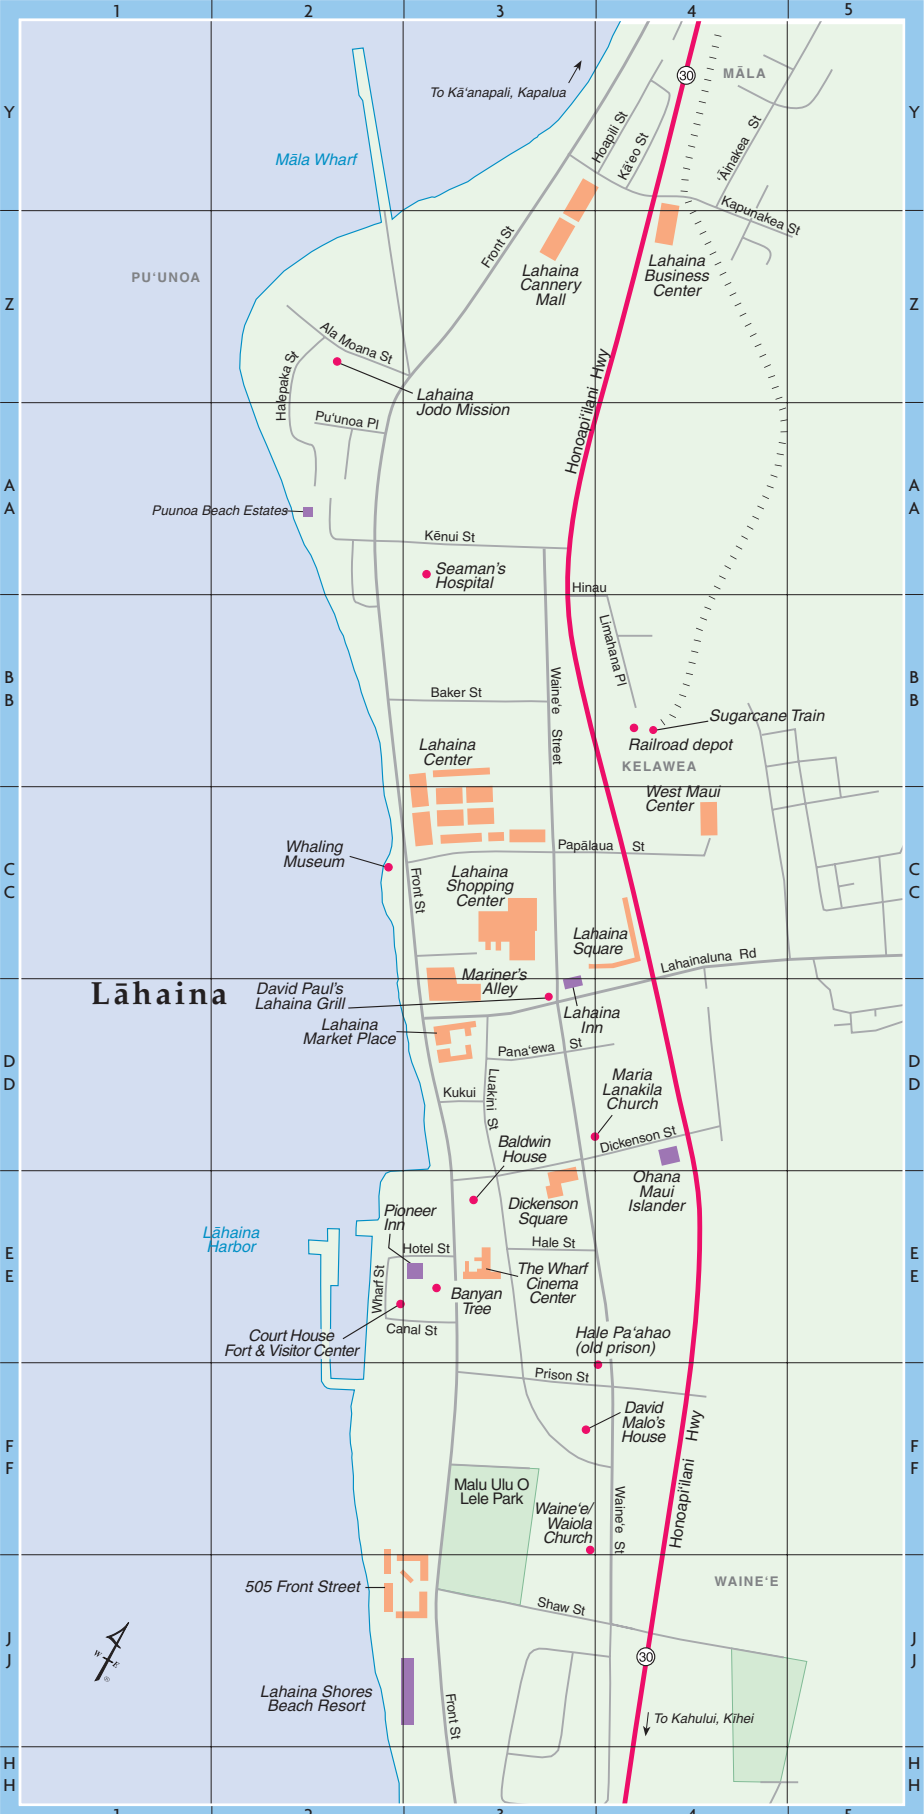 1 2 3 4 5
Y
Y
MĀLA
30
To Kā‘anapali, Kapalua
Hoapili St
Kā‘eo St
‘Āinakea St
Māla Wharf
Kapunakea St
Front St
Lahaina
Cannery
Mall
Lahaina
Business
Center
PU‘UNOA
Z
Z
Ala Moana St
Halepaka St
Lahaina
Jodo Mission
Honoapi‘ilani Hwy
Pu‘unoa Pl
A
A
A
A
Puunoa Beach Estates
Kēnui St
Seaman’s
Hospital
Hinau
Limahana Pl
B
B
B
B
Baker St
Waine‘e Street
Sugarcane Train
Railroad depot
KELAWEA
Lahaina
Center
West Maui
Center
Whaling
Museum
Papālaua St
C
C
C
C
Front St
Lahaina
Shopping
Center
Lahaina
Square
Lahainaluna Rd
Lāhaina
David Paul’s
Lahaina Grill
Mariner’s
Alley
Lahaina
Inn
Lahaina
Market Place
Pana‘ewa St
D
D
D
D
Kukui
Luakini St
Maria
Lanakila
Church
Dickenson St
Baldwin
House
Ohana
Maui
Islander
Dickenson
Square
Pioneer
Inn
Lāhaina
Harbor
Hotel St
Hale St
E
E
E
E
Wharf St
The Wharf
Cinema
Center
Banyan
Tree
Canal St
Court House
Fort & Visitor Center
Hale Pa‘ahao
(old prison)
Prison St
David
Malo’s
House
F
F
F
F
Honoapi‘ilani Hwy
Malu Ulu O
Lele Park
Waine‘e/
Waiola
Church
Waine‘e St
505 Front Street
WAINE‘E
Shaw St
J
J
J
J
W
E
30
Lahaina Shores
Beach Resort
Front St
To Kahului, Kihei
H
H
H
H
1 2 3 4 5